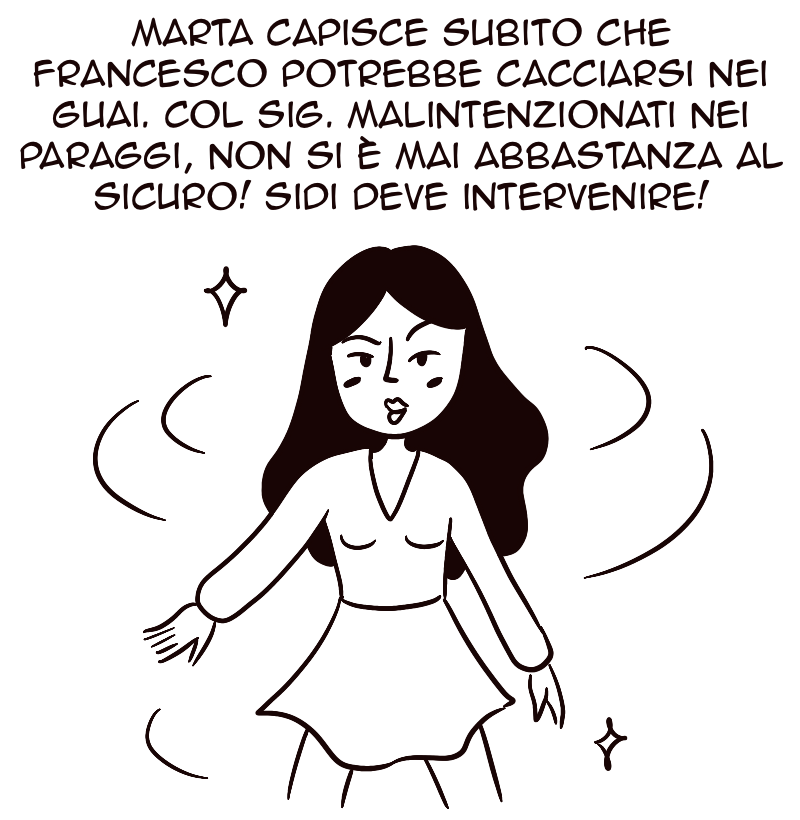 MARTA CAPISCE SUBITO CHE
FRANCESCO POTREBBE CACCIARSI NEI
GUAI. COL SIG. MALINTENZIONATI NEI
PARAGGI, NON SI È MAI ABBASTANZA AL
SICURO! SIDI DEVE INTERVENIRE!